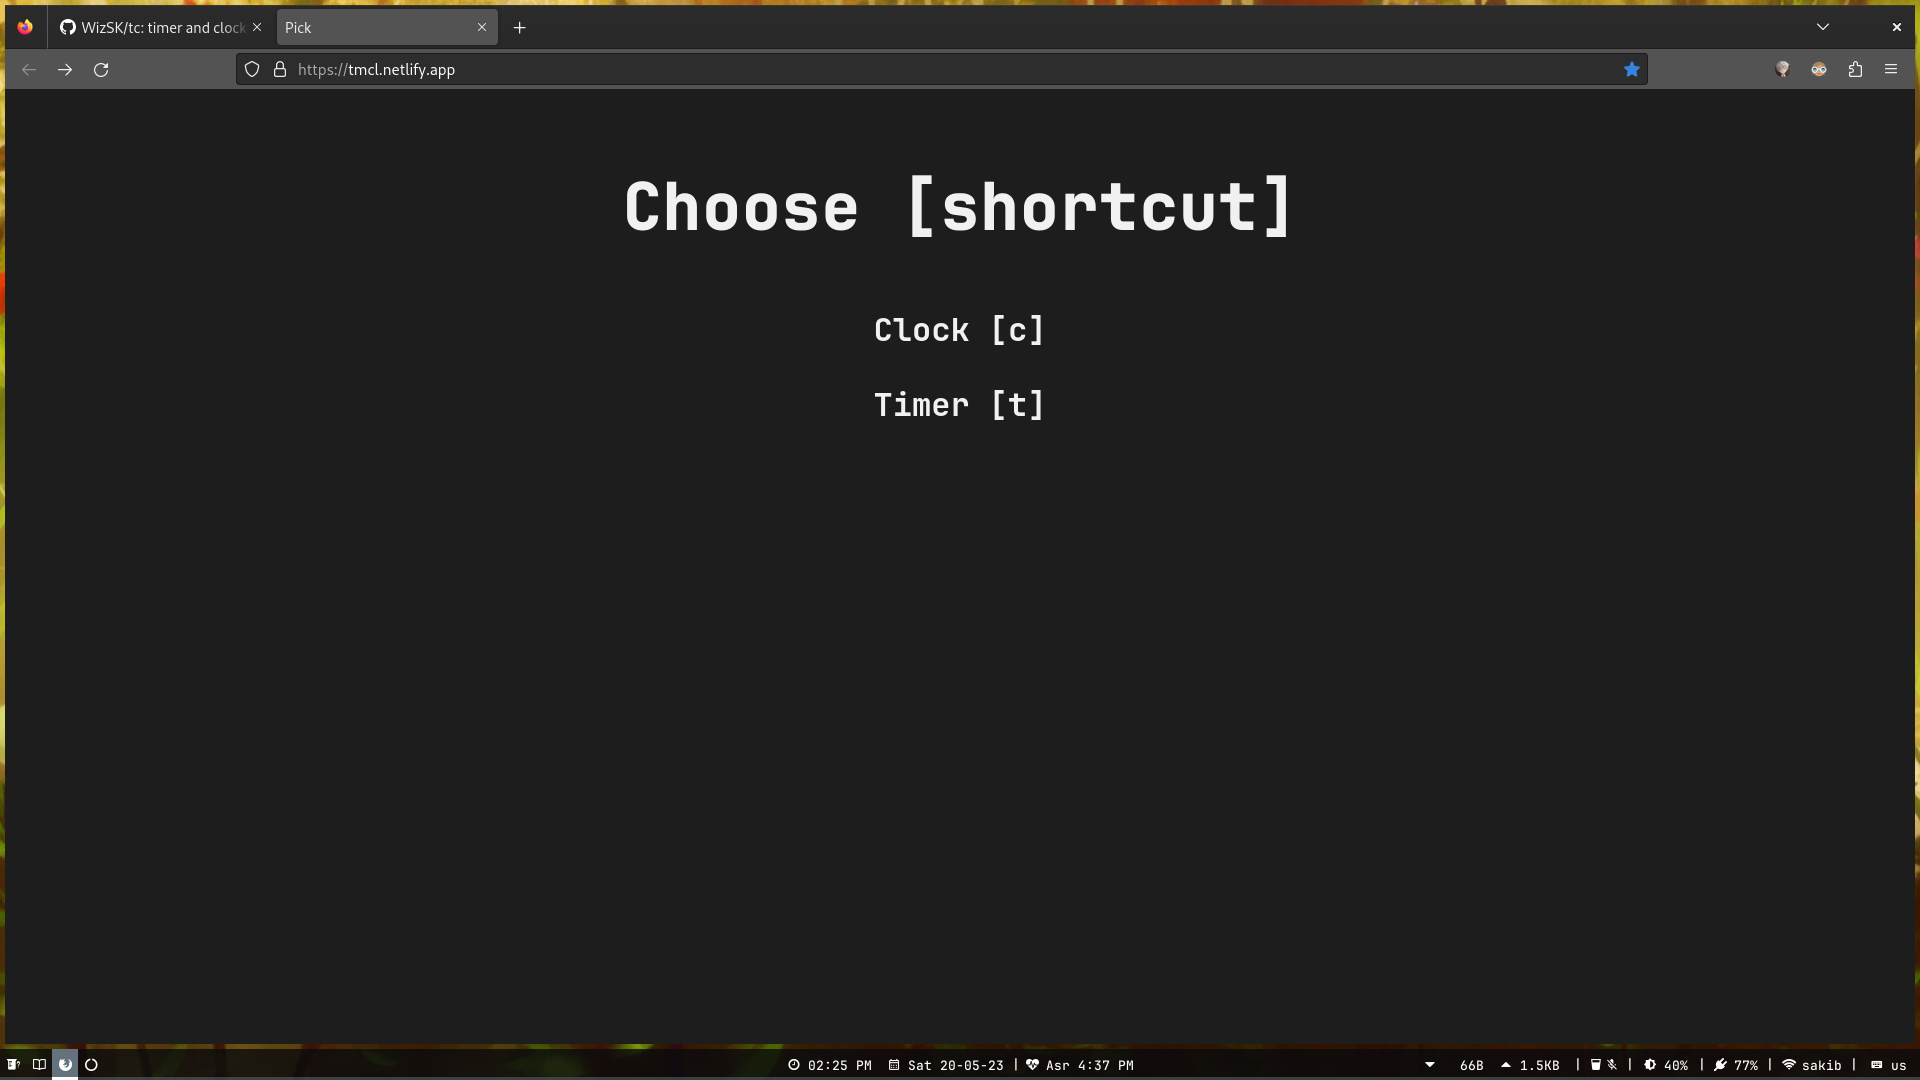 WizSK/tc: timer and clock
Pick
https://tmcl.netlify.app
Choose [shortcut]
Clock [c]
Timer [t]
02:25 PM Sat 20-05-23 | Asr 4:37 PM
66B 1.5KB | | 40% | 77% | sakib | us